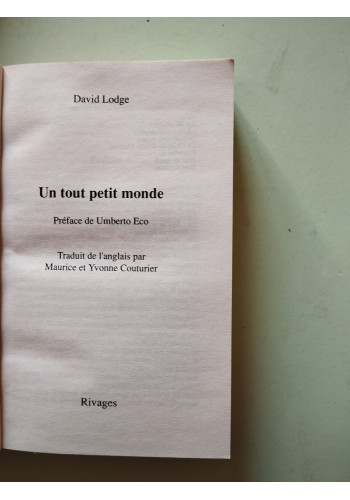 David Lodge
Un tout petit monde
Préface de Umberto Eco
Traduit de l'anglais par
Maurice et Yvonne Couturier
Rivages